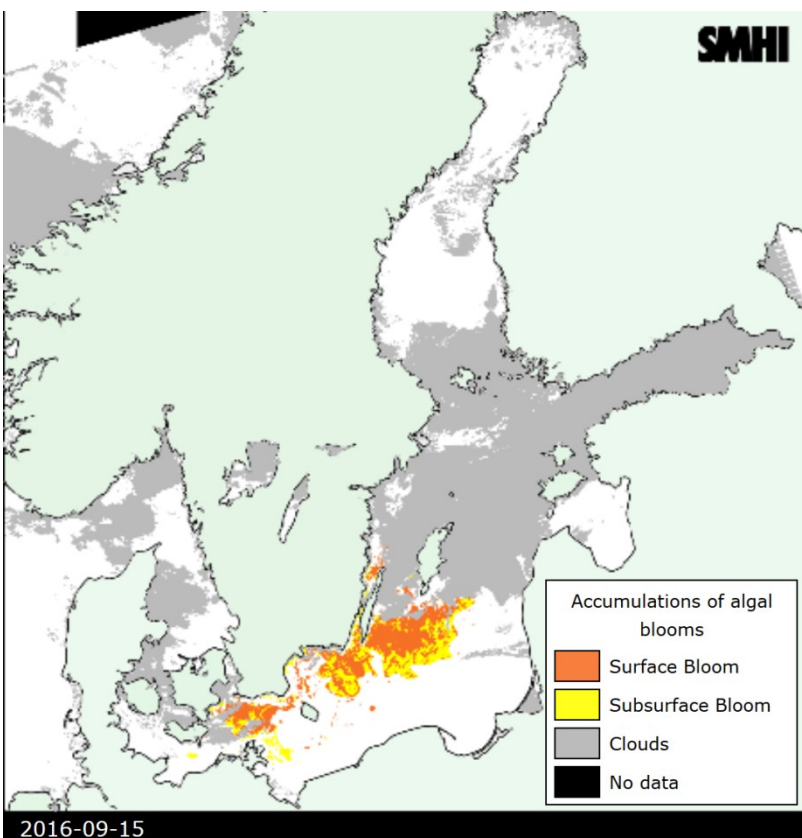 SMHI
Accumulations of algal
blooms
Surface Bloom
Subsurface Bloom
Clouds
No data
2016-09-15